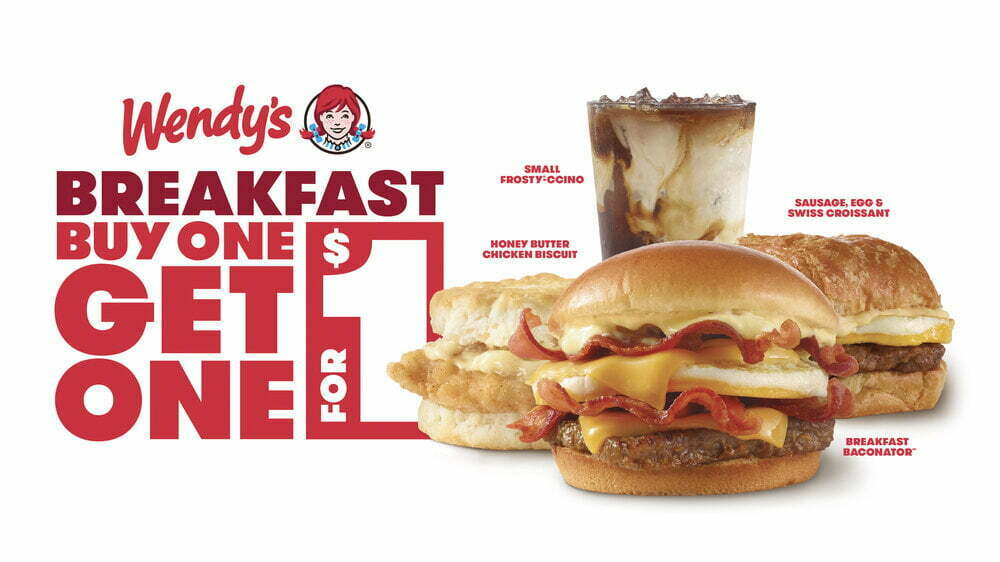 Wendy's
®
BREAKFAST
BUY ONE
GET
ONE
FOR
$1
SMALL
FROSTY®-CCINO
HONEY BUTTER
CHICKEN BISCUIT
SAUSAGE, EGG &
SWISS CROISSANT
BREAKFAST
BACONATOR™